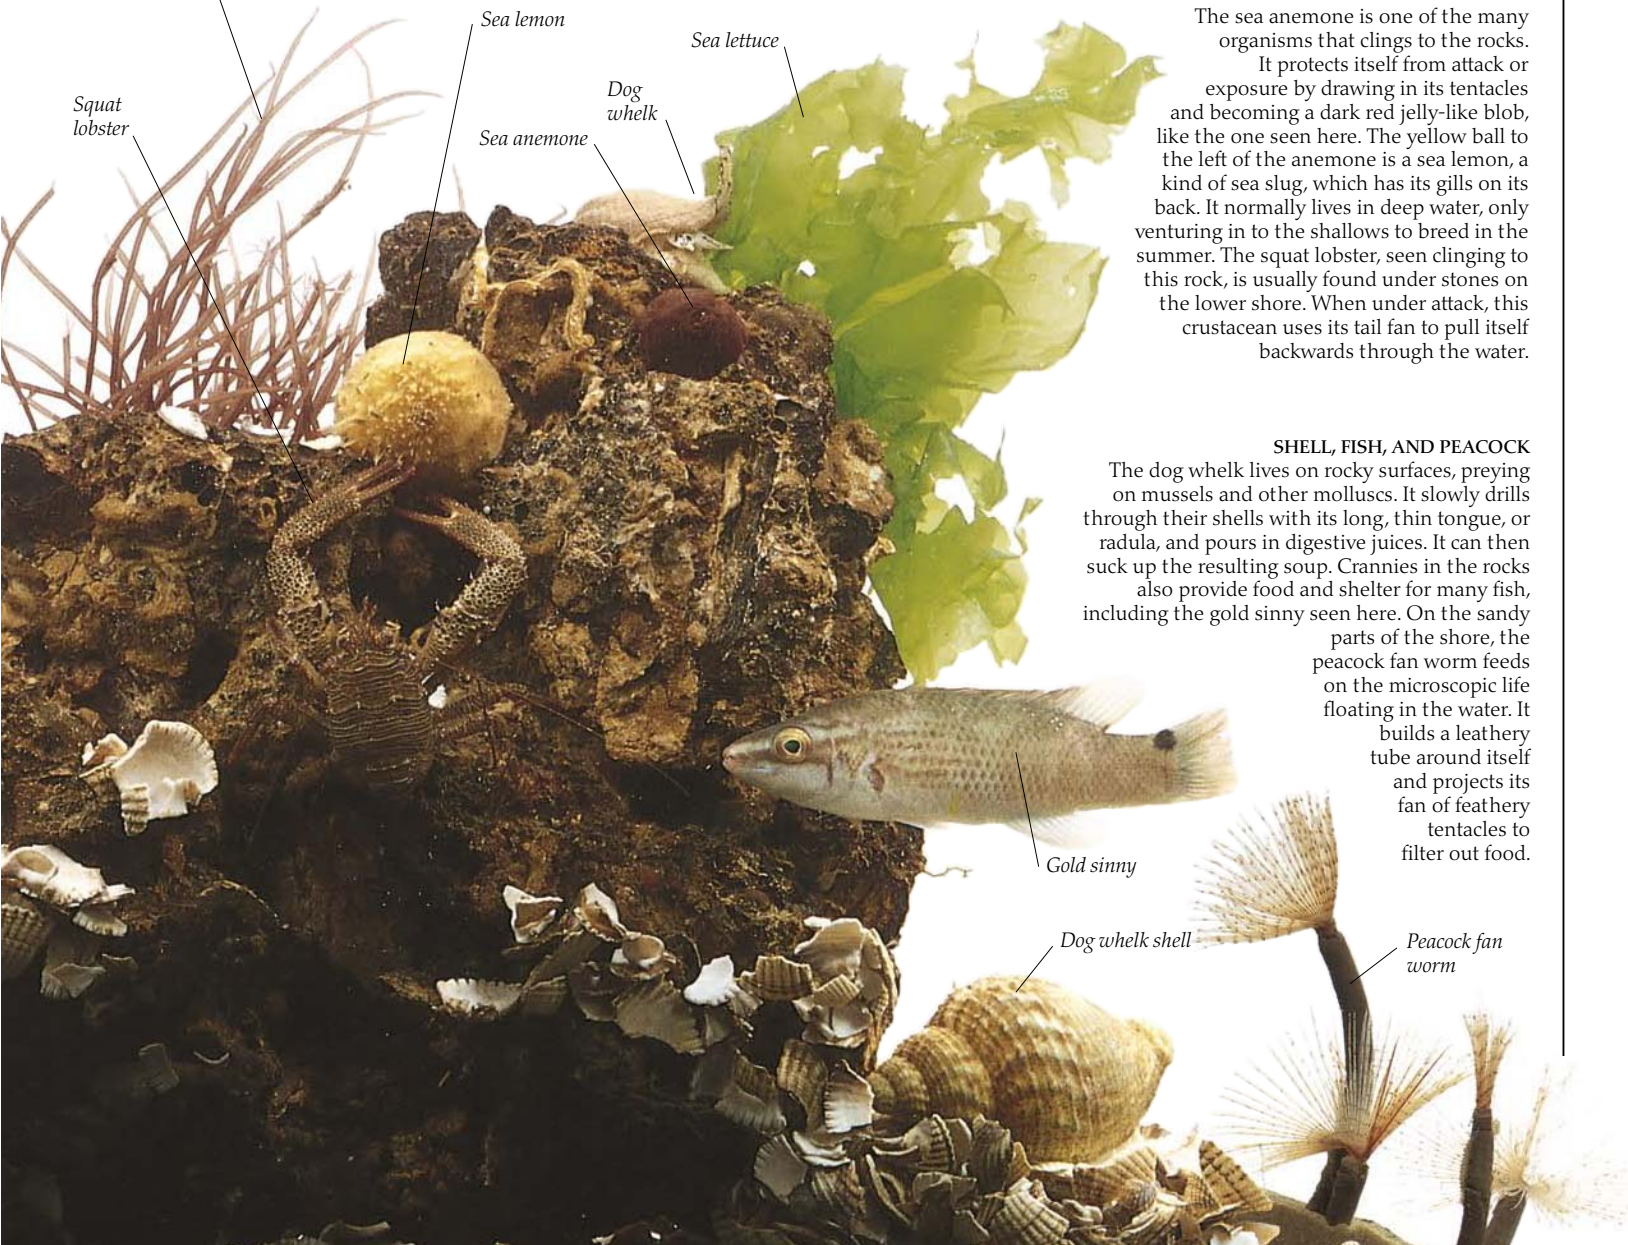 Sea lemon
Sea lettuce
Dog
whelk
Squat
lobster
Sea anemone
The sea anemone is one of the many
organisms that clings to the rocks.
It protects itself from attack or
exposure by drawing in its tentacles
and becoming a dark red jelly-like blob,
like the one seen here. The yellow ball to
the left of the anemone is a sea lemon, a
kind of sea slug, which has its gills on its
back. It normally lives in deep water, only
venturing in to the shallows to breed in the
summer. The squat lobster, seen clinging to
this rock, is usually found under stones on
the lower shore. When under attack, this
crustacean uses its tail fan to pull itself
backwards through the water.
SHELL, FISH, AND PEACOCK
The dog whelk lives on rocky surfaces, preying
on mussels and other molluscs. It slowly drills
through their shells with its long, thin tongue, or
radula, and pours in digestive juices. It can then
suck up the resulting soup. Crannies in the rocks
also provide food and shelter for many fish,
including the gold sinny seen here. On the sandy
parts of the shore, the
peacock fan worm feeds
on the microscopic life
floating in the water. It
builds a leathery
tube around itself
and projects its
fan of feathery
tentacles to
filter out food.
Gold sinny
Dog whelk shell
Peacock fan
worm